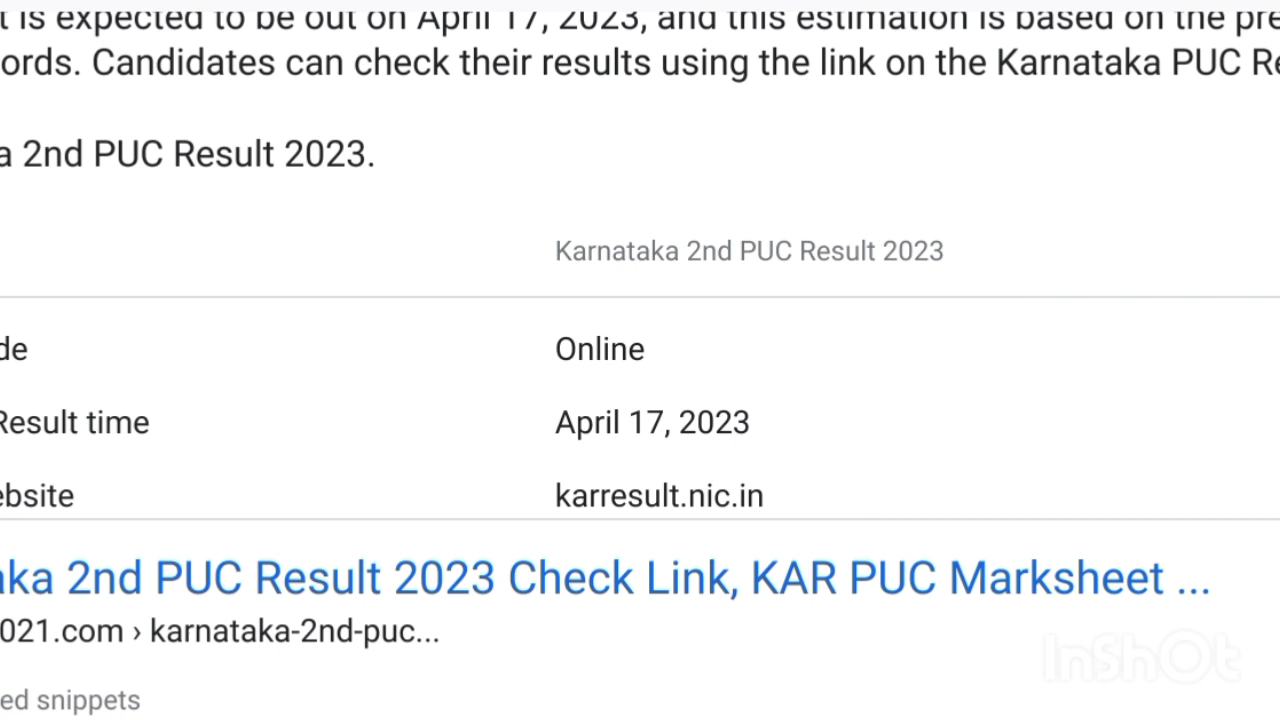 t is expected to be out on April 17, 2023, and this estimation is based on the pre
ords. Candidates can check their results using the link on the Karnataka PUC Re
a 2nd PUC Result 2023.
Karnataka 2nd PUC Result 2023
de Online
Result time April 17, 2023
ebsite karresult.nic.in
aka 2nd PUC Result 2023 Check Link, KAR PUC Marksheet ...
021.com › karnataka-2nd-puc...
ed snippets
InShOt